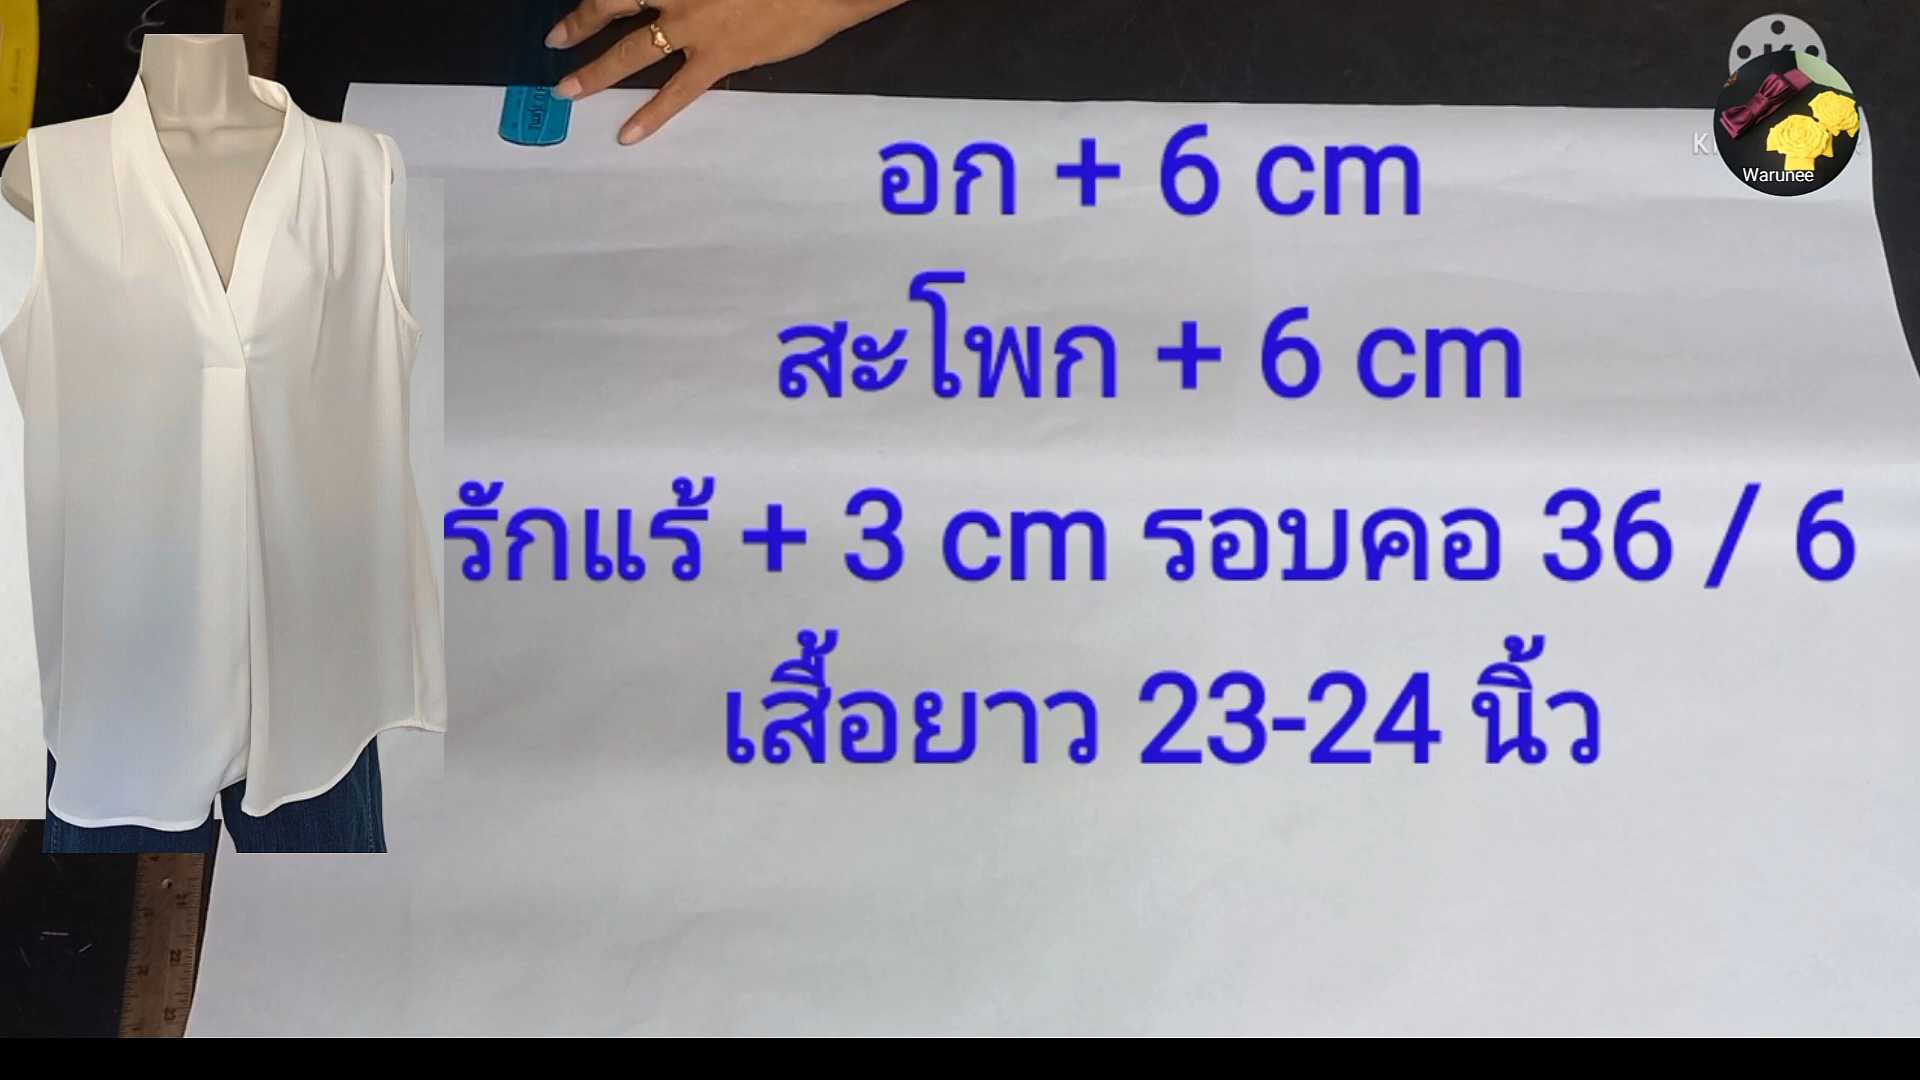 อก + 6 cm
สะโพก + 6 cm
รักแร้ + 3 cm รอบคอ 36 / 6
เสื้อยาว 23-24 นิ้ว
Warunee